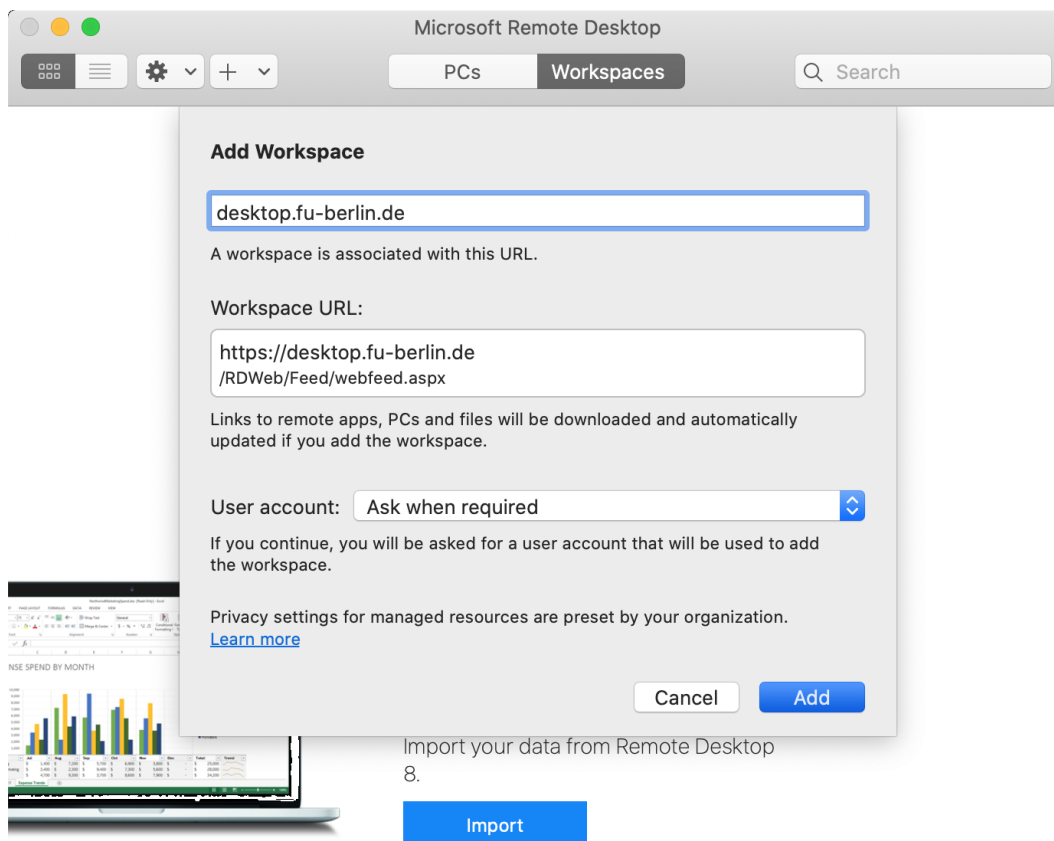 Microsoft Remote Desktop
PCs
Workspaces
Search
Add Workspace
desktop.fu-berlin.de
A workspace is associated with this URL.
Workspace URL:
https://desktop.fu-berlin.de
/RDWeb/Feed/webfeed.aspx
Links to remote apps, PCs and files will be downloaded and automatically
updated if you add the workspace.
User account:
Ask when required
If you continue, you will be asked for a user account that will be used to add
the workspace.
Privacy settings for managed resources are preset by your organization.
Learn more
Cancel
Add
NSE SPEND BY MONTH
Import your data from Remote Desktop
8.
Import